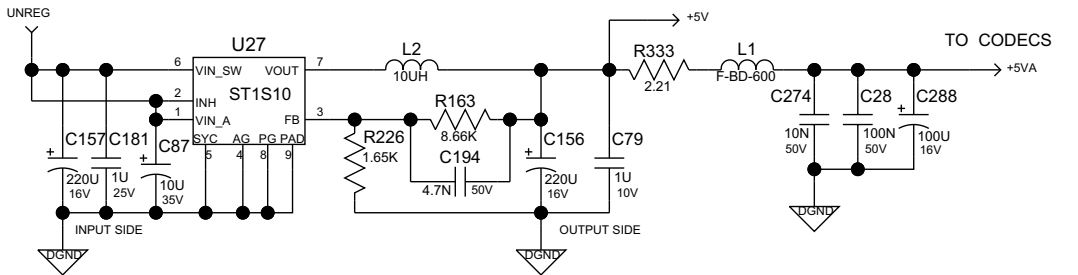 UNREG
+5V
U27
L2
R333
L1
TO CODECS
6
VIN_SW
VOUT
7
10UH
2.21
F-BD-600
+5VA
2
INH
ST1S10
R163
C274
C28
C288
1
VIN_A
FB
3
8.66K
C157
C181
C87
SYC
AG
PG
PAD
R226
C156
C79
10N
50V
100N
50V
+
100U
16V
5
4
8
9
1.65K
C194
4.7N
50V
+
220U
16V
1U
25V
+
10U
35V
+
220U
16V
1U
10V
INPUT SIDE
OUTPUT SIDE
DGND
DGND
DGND